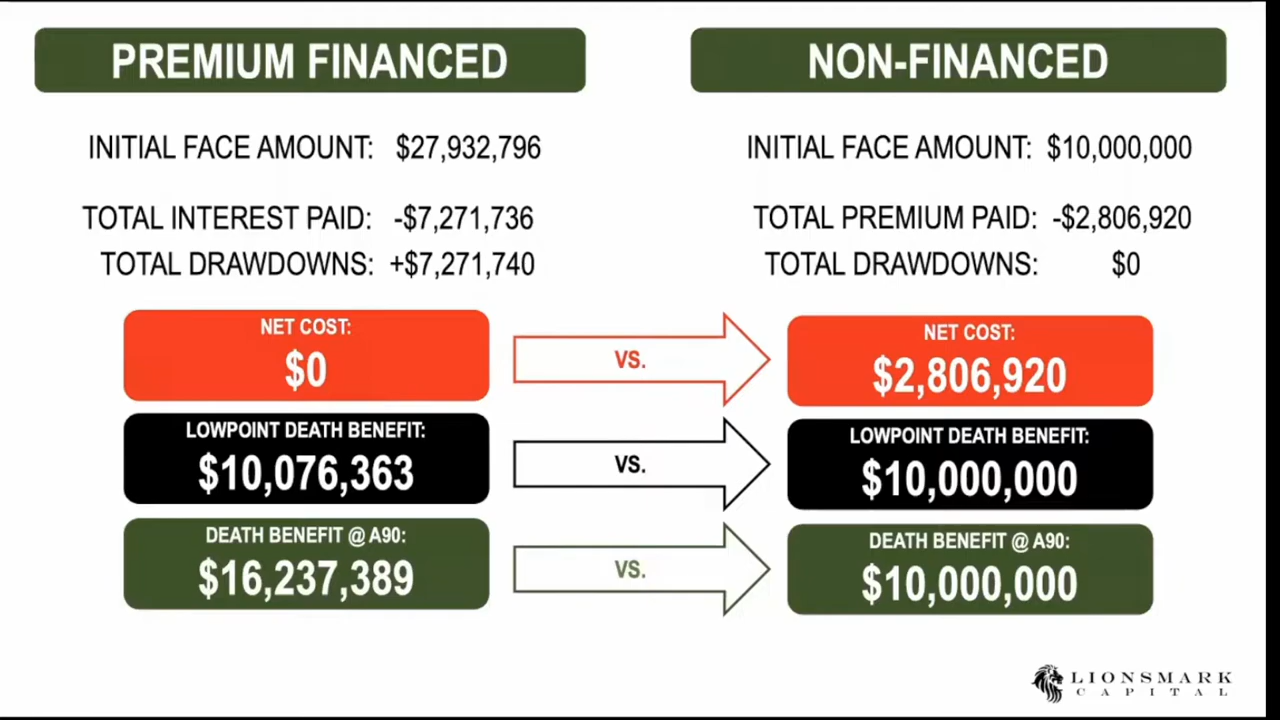 PREMIUM FINANCED
NON-FINANCED
INITIAL FACE AMOUNT: $27,932,796
INITIAL FACE AMOUNT: $10,000,000
TOTAL INTEREST PAID: -$7,271,736
TOTAL PREMIUM PAID: -$2,806,920
TOTAL DRAWDOWNS: +$7,271,740
TOTAL DRAWDOWNS: $0
NET COST:
$0
VS.
NET COST:
$2,806,920
LOWPOINT DEATH BENEFIT:
$10,076,363
VS.
LOWPOINT DEATH BENEFIT:
$10,000,000
DEATH BENEFIT @ A90:
$16,237,389
VS.
DEATH BENEFIT @ A90:
$10,000,000
LIONSMARK
CAPITAL